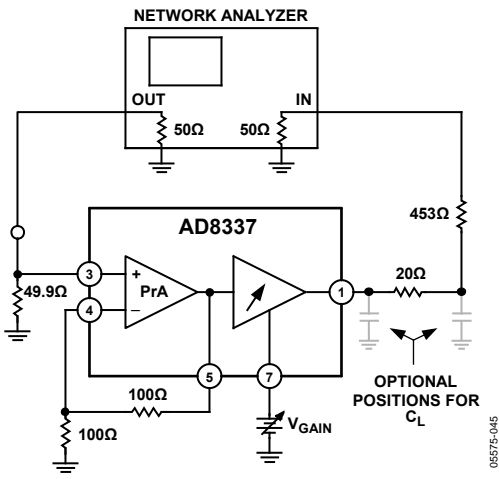 NETWORK ANALYZER
OUT
IN
50Ω
50Ω
453Ω
AD8337
3
+
PrA
4
–
1
20Ω
49.9Ω
5
7
100Ω
100Ω
VGAIN
OPTIONAL
POSITIONS FOR
CL
05575-045